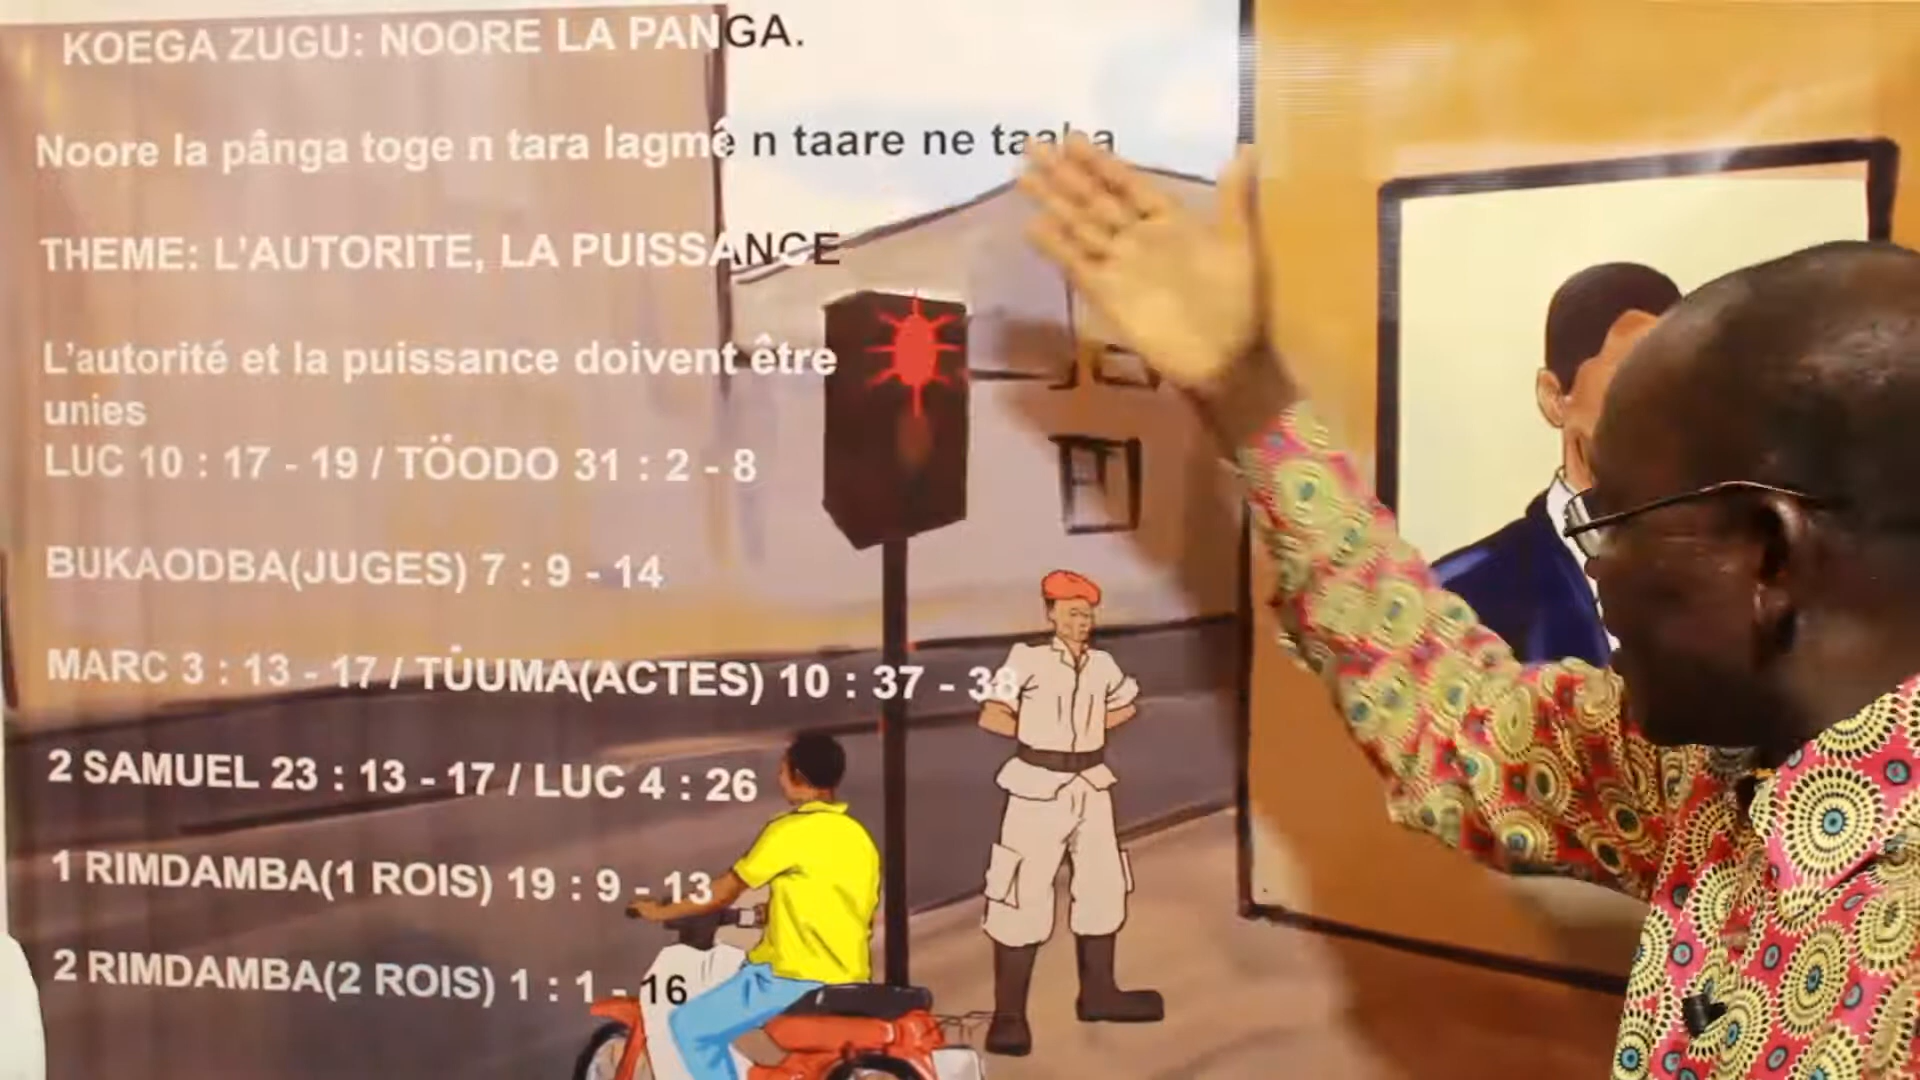 KOEGA ZUGU: NOORE LA PANGA.
Noore la pânga toge n tara lagmê n taare ne taaba
THEME: L'AUTORITE, LA PUISSANCE
L'autorité et la puissance doivent être
unies
LUC 10 : 17 - 19 / TÖODO 31 : 2 - 8
BUKAODBA(JUGES) 7 : 9 - 14
MARC 3 : 13 - 17 / TÙUMA(ACTES) 10 : 37 - 38
2 SAMUEL 23 : 13 - 17 / LUC 4 : 26
1 RIMDAMBA(1 ROIS) 19 : 9 - 13
2 RIMDAMBA(2 ROIS) 1 : 1 - 16